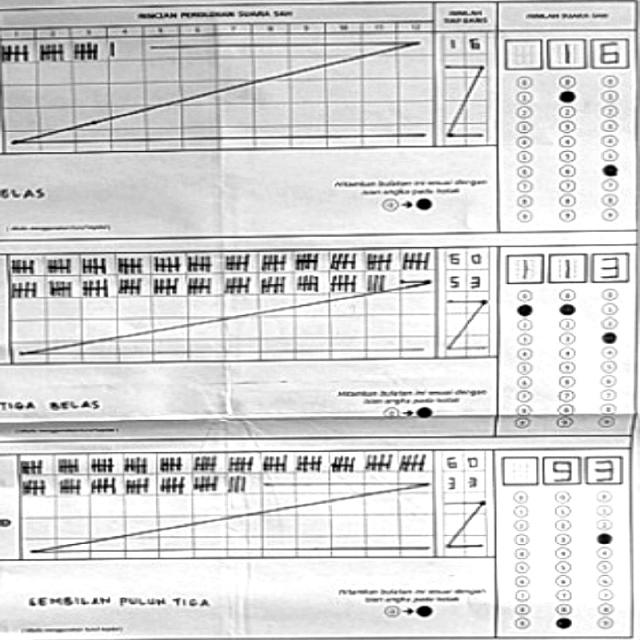 RINCIAN PEROLEHAN SUARA SAH
JUMLAH
TIAP BARIS
JUMLAH SUARA SAH
1 2 3 4 5 6 7 8 9 10 11 12
1 6
1 6
ELAS
Hitamkan bulatan ini sesuai dengan
isian angka pada kotak
6 0
5 3
1 1 3
TIGA BELAS
Hitamkan bulatan ini sesuai dengan
isian angka pada kotak
6 0
3 3
9 3
SEMBILAN PULUH TIGA
Hitamkan bulatan ini sesuai dengan
isian angka pada kotak